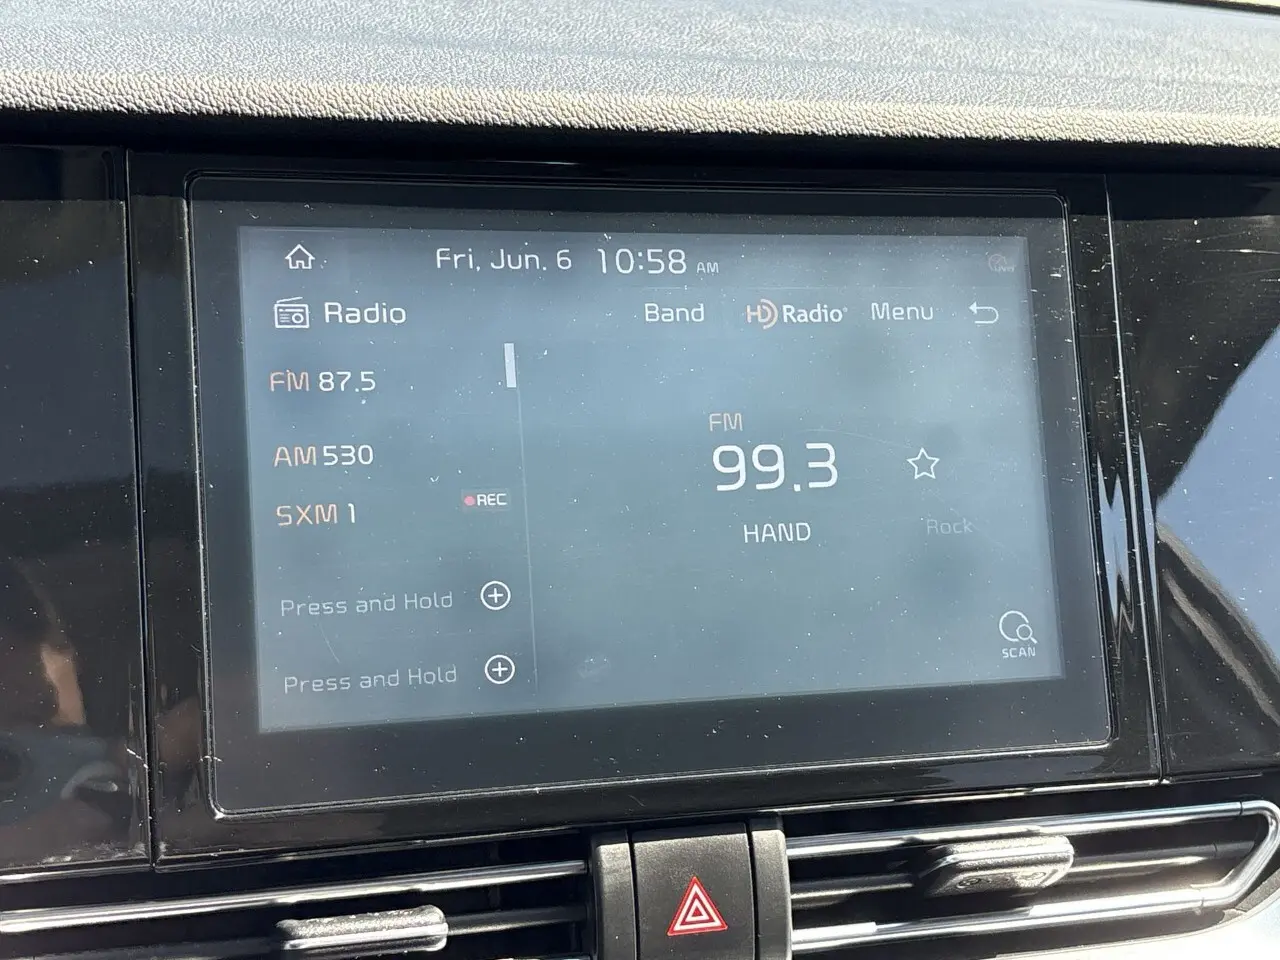 Fri, Jun. 6 10:58 AM
Radio Band HD Radio® Menu
FM 87.5
AM 530
SXM 1 REC
Press and Hold
Press and Hold
FM
99.3
HAND
Rock
SCAN